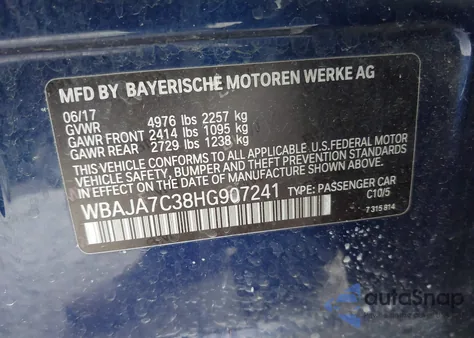 MFD BY BAYERISCHE MOTOREN WERKE AG
06/17
GVWR 4976 lbs 2257 kg
GAWR FRONT 2414 lbs 1095 kg
GAWR REAR 2729 lbs 1238 kg
THIS VEHICLE CONFORMS TO ALL APPLICABLE U.S.FEDERAL MOTOR
VEHICLE SAFETY, BUMPER AND THEFT PREVENTION STANDARDS
IN EFFECT ON THE DATE OF MANUFACTURE SHOWN ABOVE.
WBAJA7C38HG907241 TYPE: PASSENGER CAR
C10/5
7 315 814
autoSnap